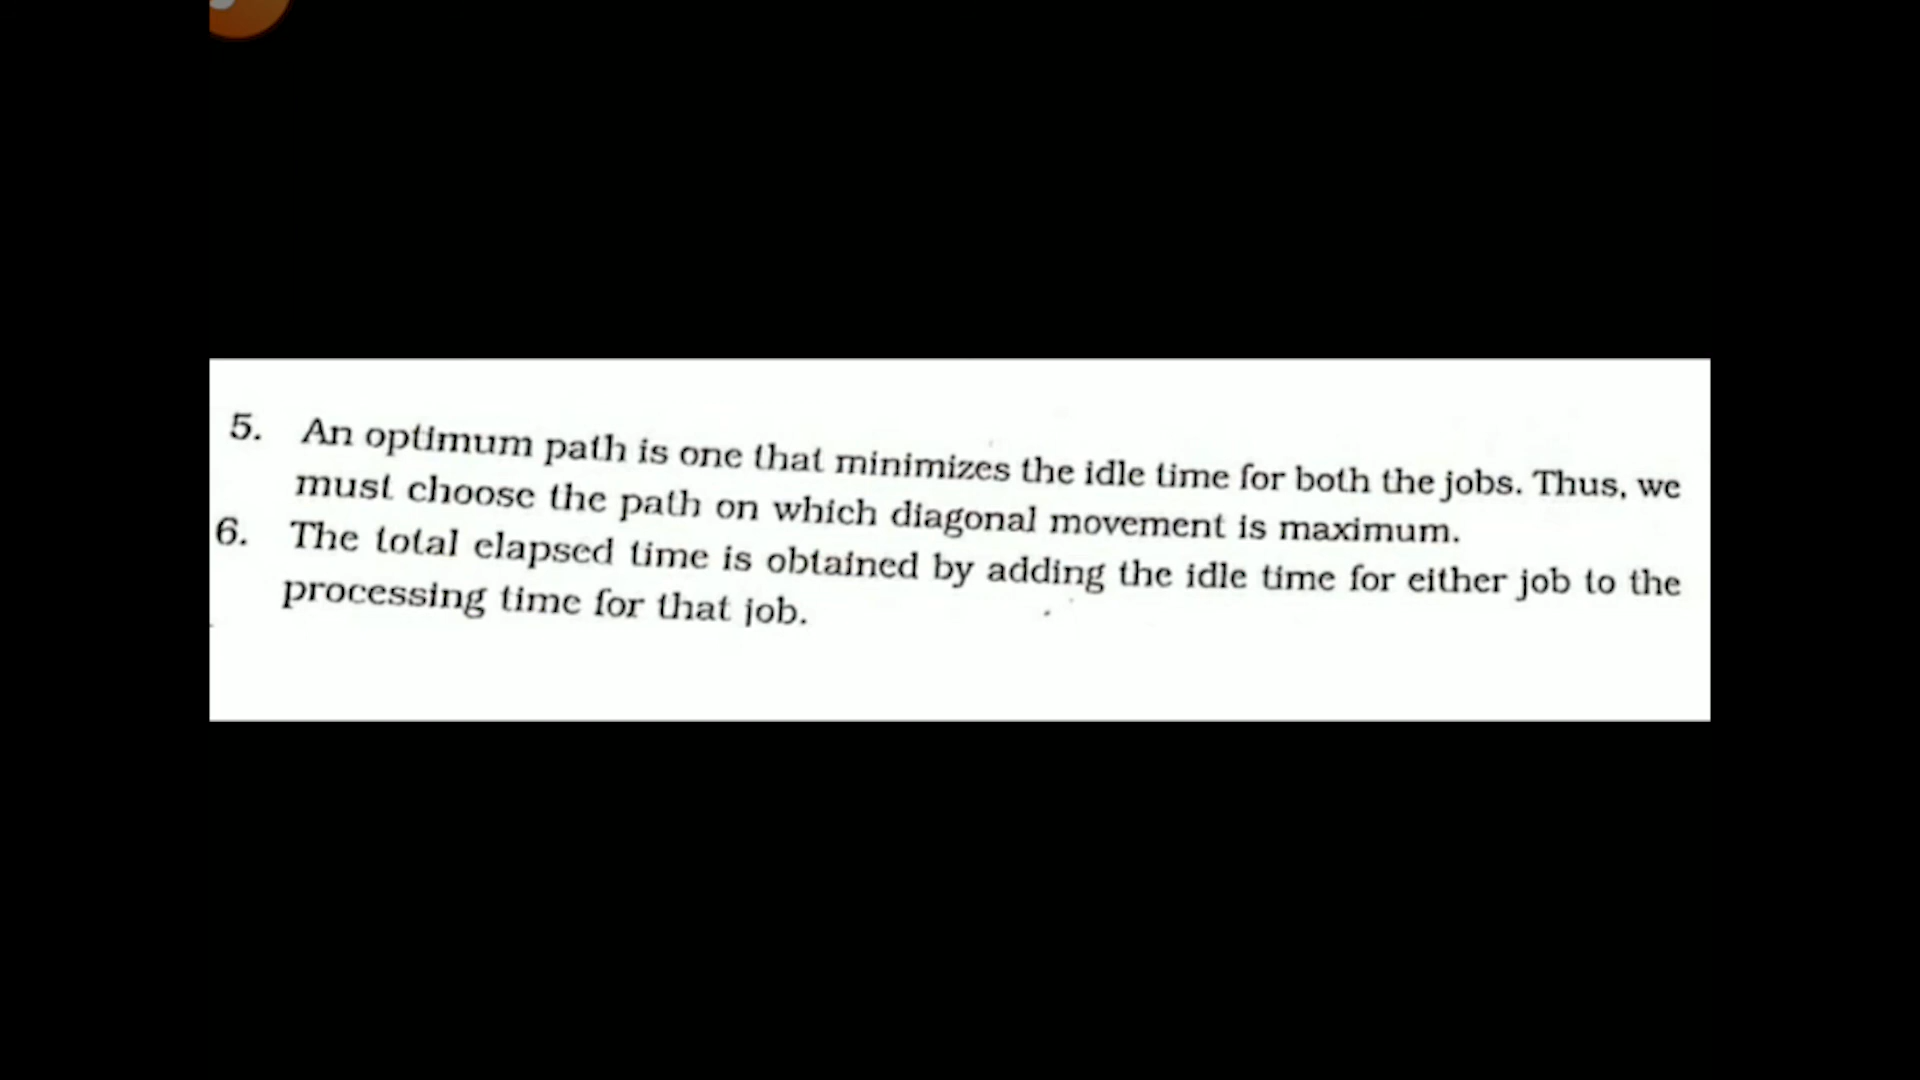 5. An optimum path is one that minimizes the idle time for both the jobs. Thus, we
must choose the path on which diagonal movement is maximum.
6. The total elapsed time is obtained by adding the idle time for either job to the
processing time for that job.